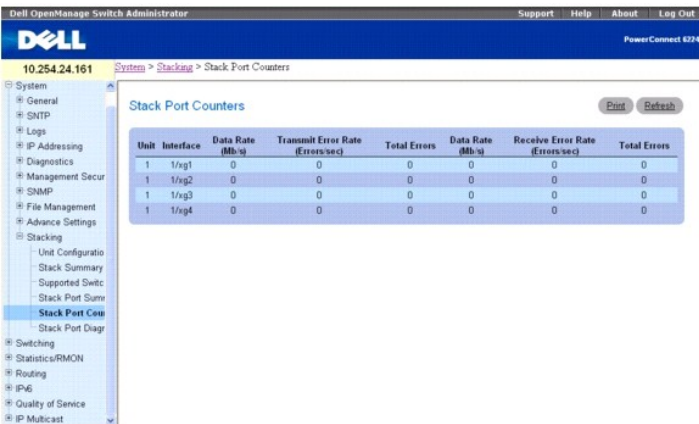 Dell OpenManage Switch Administrator Support Help About Log Out
DELL
PowerConnect 6224
10.254.24.161
System > Stacking > Stack Port Counters
System
General
SNTP
Logs
IP Addressing
Diagnostics
Management Secur
SNMP
File Management
Advance Settings
Stacking
Unit Configuratio
Stack Summary
Supported Switc
Stack Port Summ
Stack Port Cou
Stack Port Diagr
Switching
Statistics/RMON
Routing
IPv6
Quality of Service
IP Multicast
Stack Port Counters
Print Refresh
Unit Interface Data Rate (Mb/s) Transmit Error Rate (Errors/sec) Total Errors Data Rate (Mb/s) Receive Error Rate (Errors/sec) Total Errors
1 1/xg1 0 0 0 0 0 0
1 1/xg2 0 0 0 0 0 0
1 1/xg3 0 0 0 0 0 0
1 1/xg4 0 0 0 0 0 0